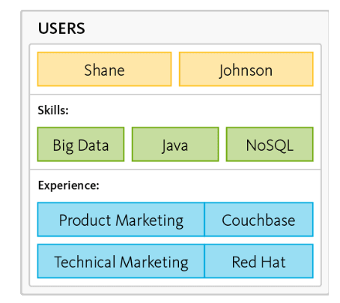 USERS
Shane Johnson
Skills:
Big Data Java NoSQL
Experience:
Product Marketing Couchbase
Technical Marketing Red Hat